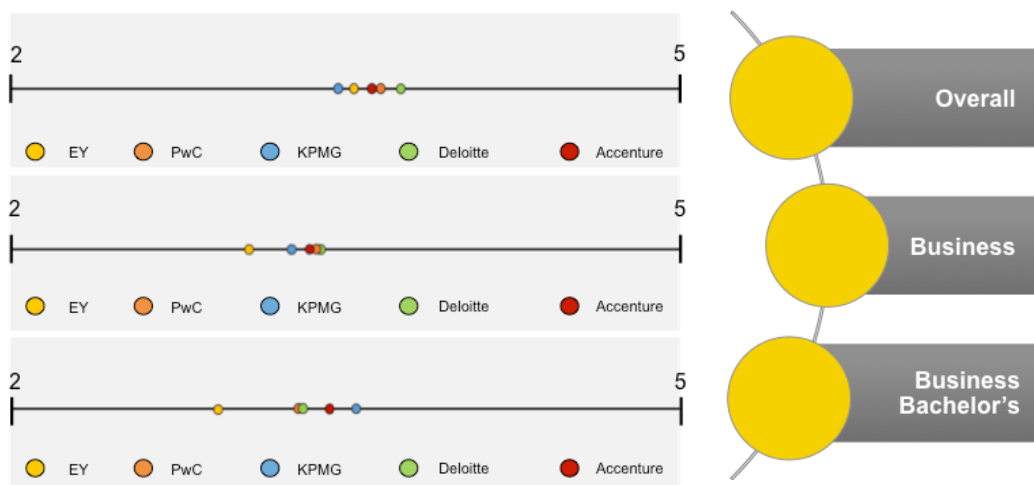 2 5
EY PwC KPMG Deloitte Accenture
Overall
2 5
EY PwC KPMG Deloitte Accenture
Business
2 5
EY PwC KPMG Deloitte Accenture
Business
Bachelor’s